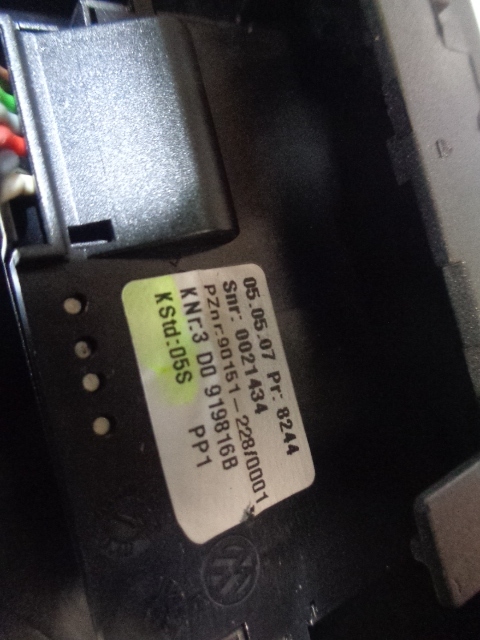 05.05.07 Pr: 8244
Snr: 0021434
PZnr:90151-228/0001
KNr:3 D0 919816B
KStd:05S PP1